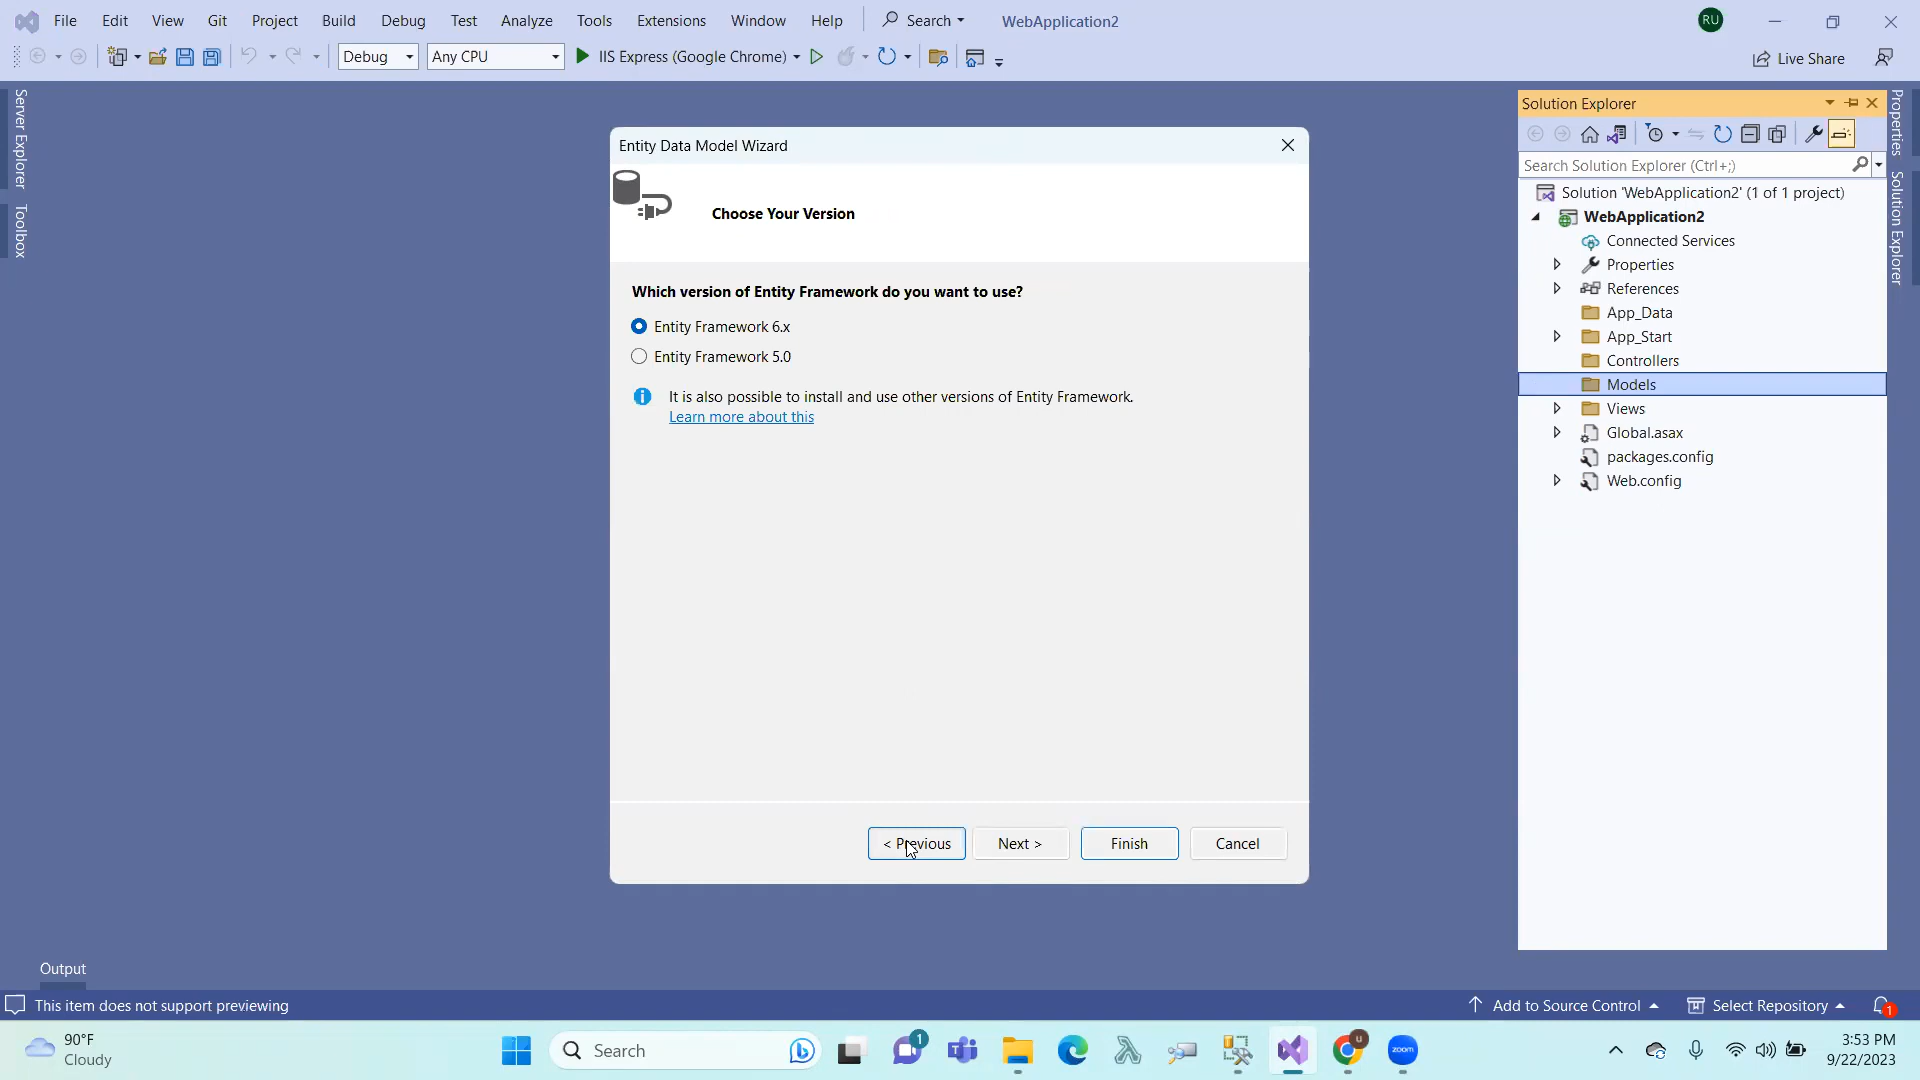 File Edit View Git Project Build Debug Test Analyze Tools Extensions Window Help Search WebApplication2 RU
Debug Any CPU IIS Express (Google Chrome) Live Share
Server Explorer
Toolbox
Entity Data Model Wizard
Choose Your Version
Which version of Entity Framework do you want to use?
Entity Framework 6.x
Entity Framework 5.0
It is also possible to install and use other versions of Entity Framework.
Learn more about this
< Previous Next > Finish Cancel
Solution Explorer
Search Solution Explorer (Ctrl+;)
Solution 'WebApplication2' (1 of 1 project)
WebApplication2
Connected Services
Properties
References
App_Data
App_Start
Controllers
Models
Views
Global.asax
packages.config
Web.config
Properties
Solution Explorer
Output
This item does not support previewing Add to Source Control Select Repository 1
90°F
Cloudy
Search
1
u
zoom
3:53 PM
9/22/2023